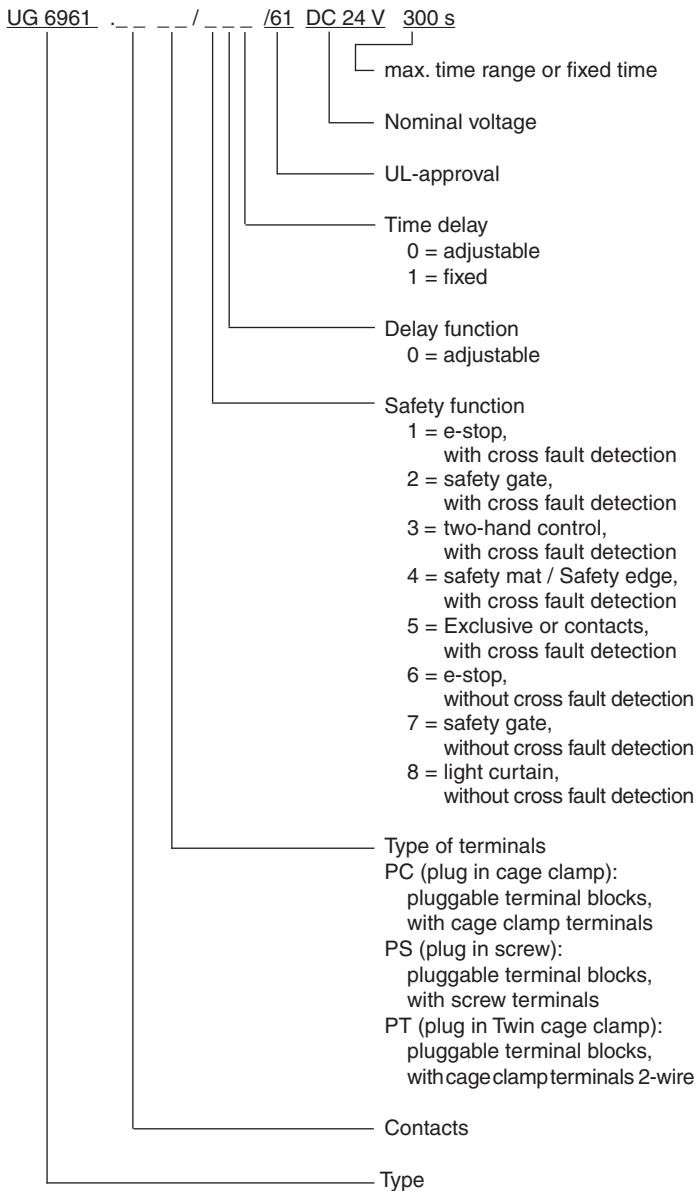 UG 6961 ._ _ _ _ / _ _ _ /61 DC 24 V 300 s
max. time range or fixed time
Nominal voltage
UL-approval
Time delay
0 = adjustable
1 = fixed
Delay function
0 = adjustable
Safety function
1 = e-stop,
with cross fault detection
2 = safety gate,
with cross fault detection
3 = two-hand control,
with cross fault detection
4 = safety mat / Safety edge,
with cross fault detection
5 = Exclusive or contacts,
with cross fault detection
6 = e-stop,
without cross fault detection
7 = safety gate,
without cross fault detection
8 = light curtain,
without cross fault detection
Type of terminals
PC (plug in cage clamp):
pluggable terminal blocks,
with cage clamp terminals
PS (plug in screw):
pluggable terminal blocks,
with screw terminals
PT (plug in Twin cage clamp):
pluggable terminal blocks,
with cage clamp terminals 2-wire
Contacts
Type